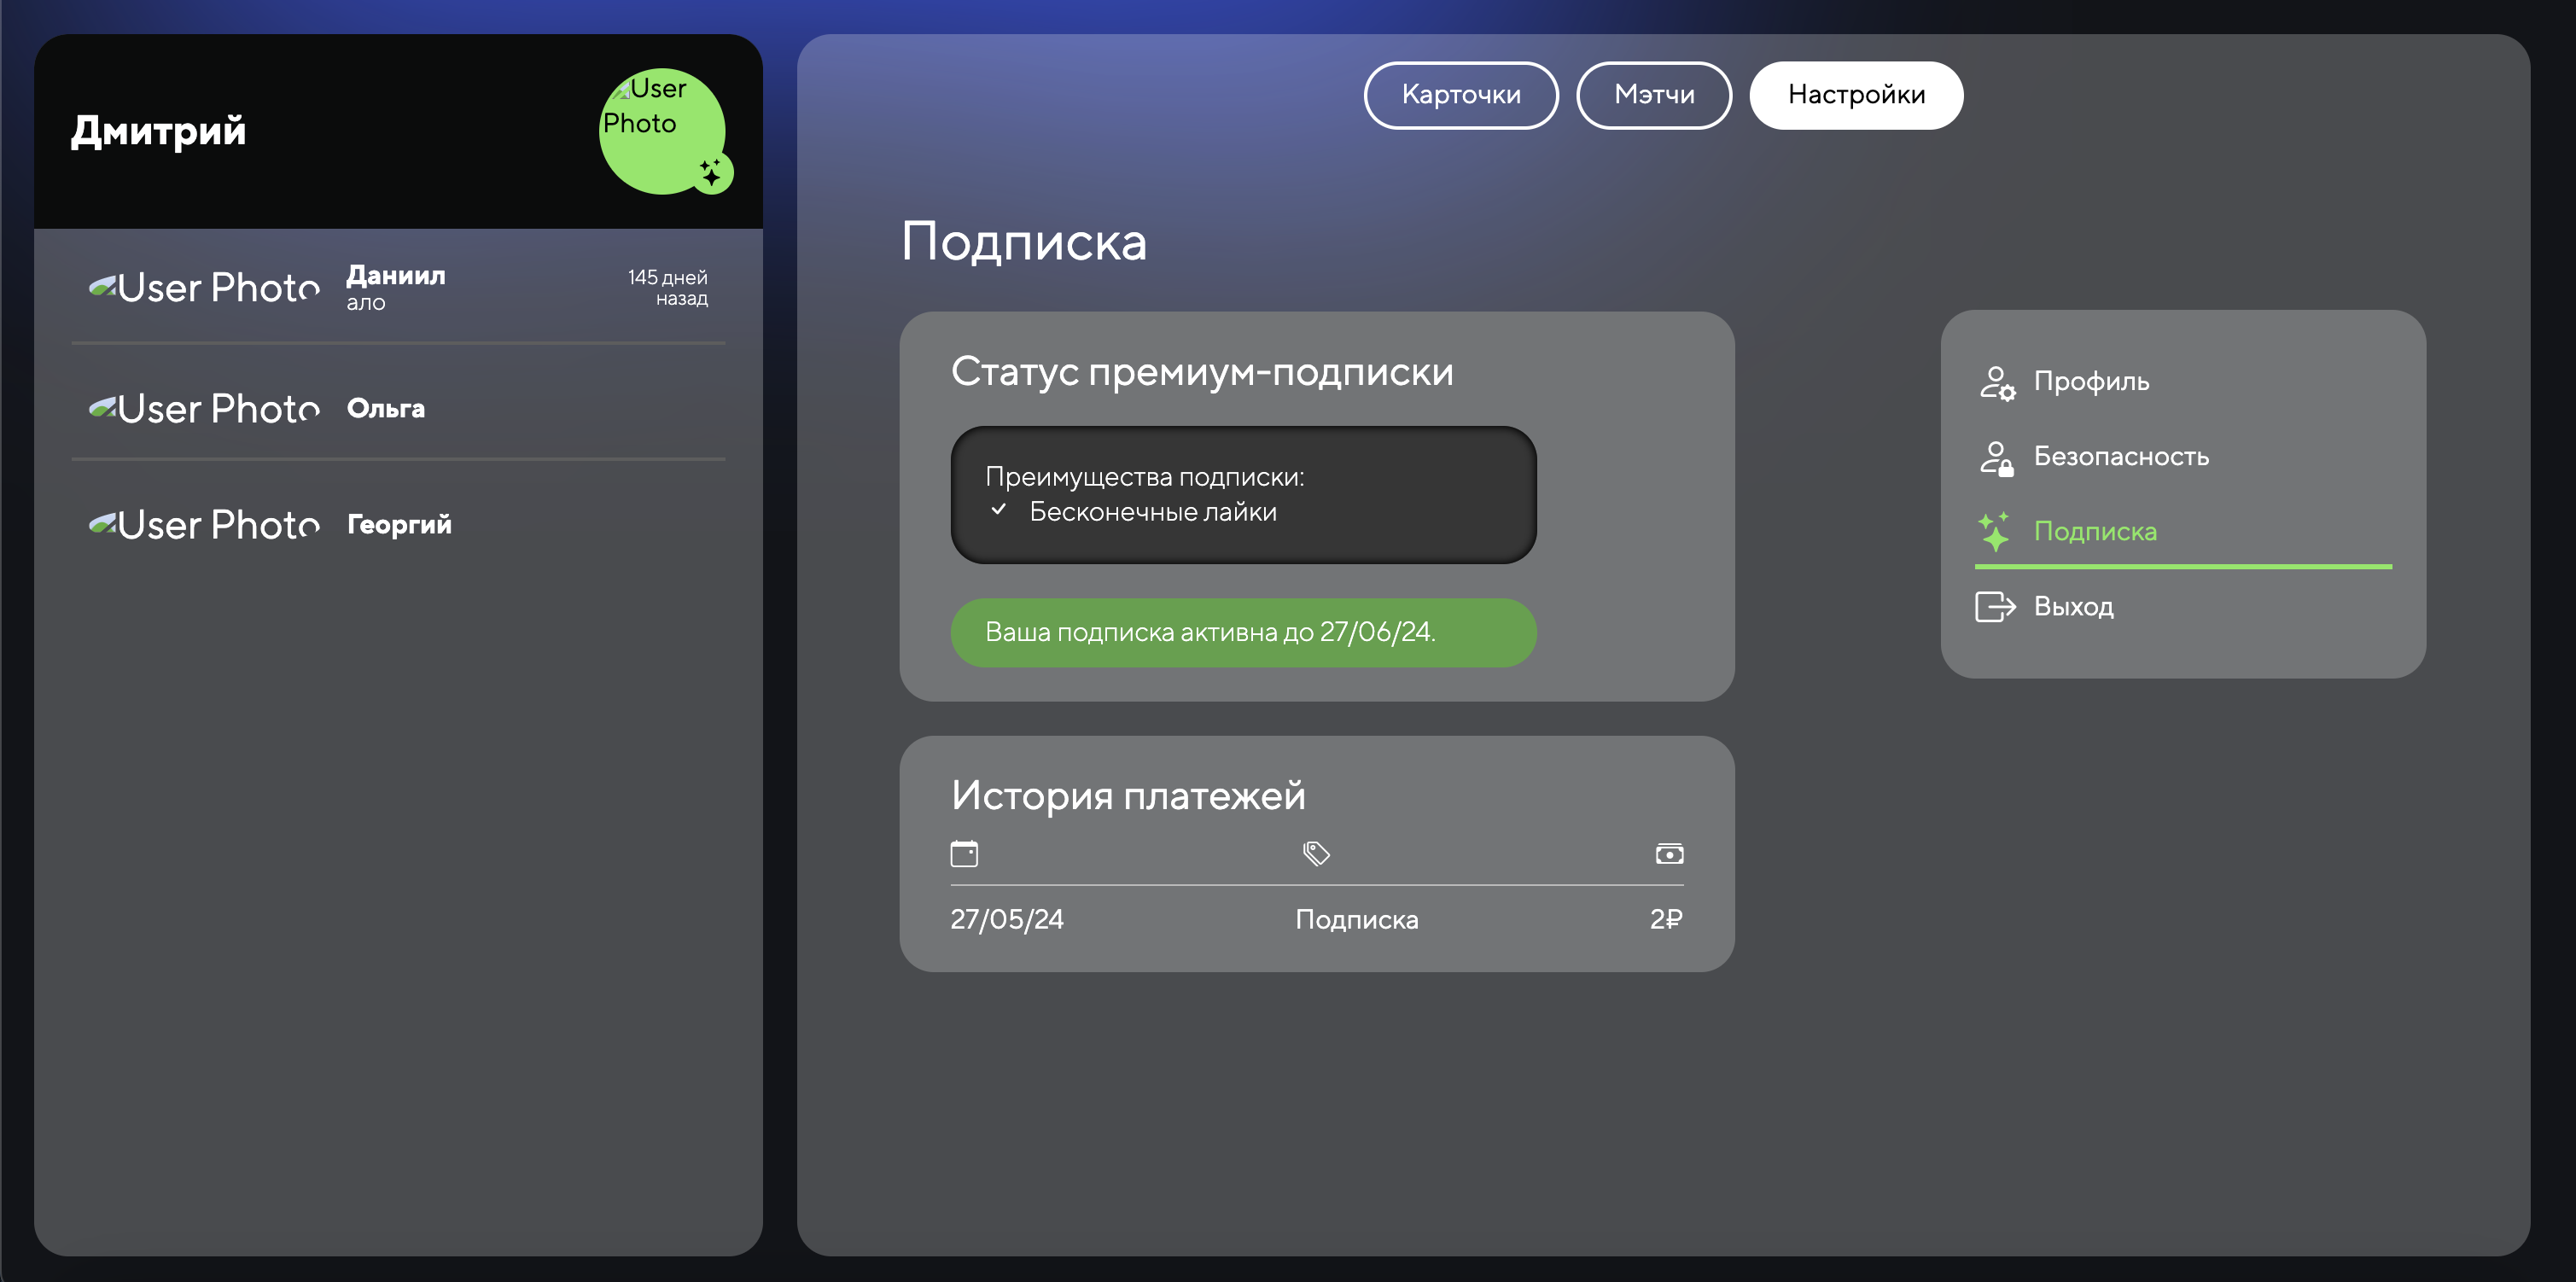 Дмитрий
User
Photo
User Photo
Даниил
ало
145 дней
назад
User Photo
Ольга
User Photo
Георгий
Карточки
Мэтчи
Настройки
Подписка
Статус премиум-подписки
Преимущества подписки:
Бесконечные лайки
Ваша подписка активна до 27/06/24.
История платежей
27/05/24 Подписка 2₽
Профиль
Безопасность
Подписка
Выход